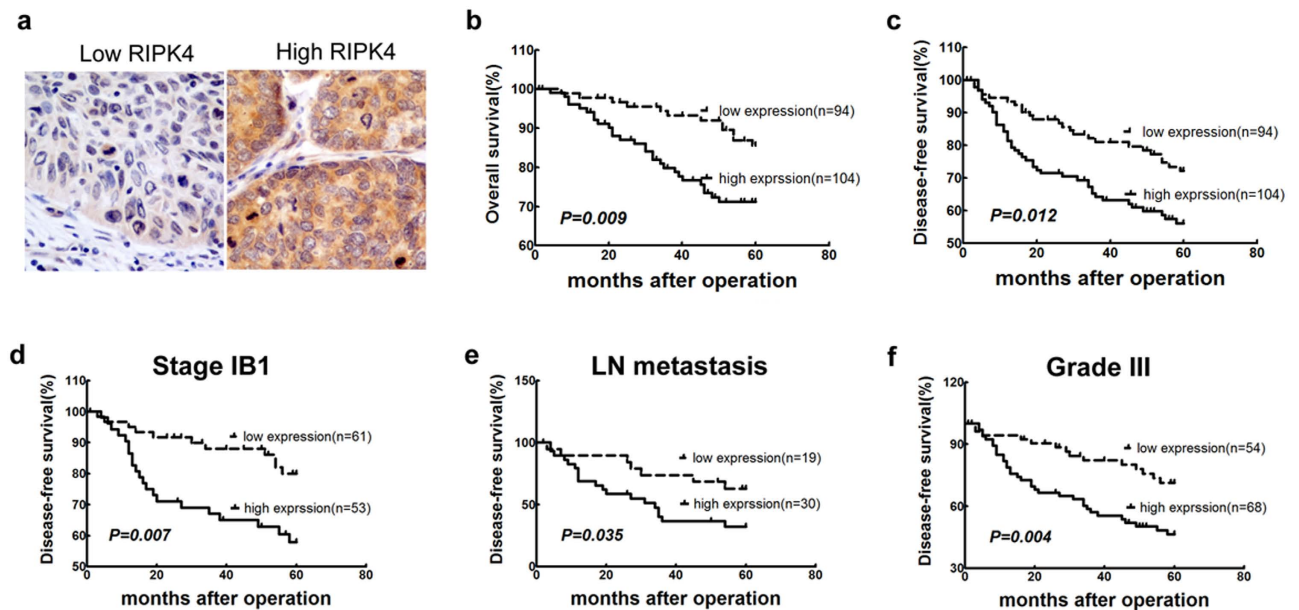 a
Low RIPK4
High RIPK4
b
110
100
90
80
70
60
0
20
40
60
80
Overall survival(%)
low expression(n=94)
high exprssion(n=104)
P=0.009
months after operation
c
110
100
90
80
70
60
50
0
20
40
60
80
Disease-free survival(%)
low expression(n=94)
high exprssion(n=104)
P=0.012
months after operation
d
Stage IB1
110
100
90
80
70
60
50
0
20
40
60
80
Disease-free survival(%)
low expression(n=61)
high exprssion(n=53)
P=0.007
months after operation
e
LN metastasis
150
100
50
0
0
20
40
60
80
Disease-free survival(%)
low expression(n=19)
high exprssion(n=30)
P=0.035
months after operation
f
Grade III
120
90
60
30
0
20
40
60
80
Disease-free survival(%)
low expression(n=54)
high exprssion(n=68)
P=0.004
months after operation